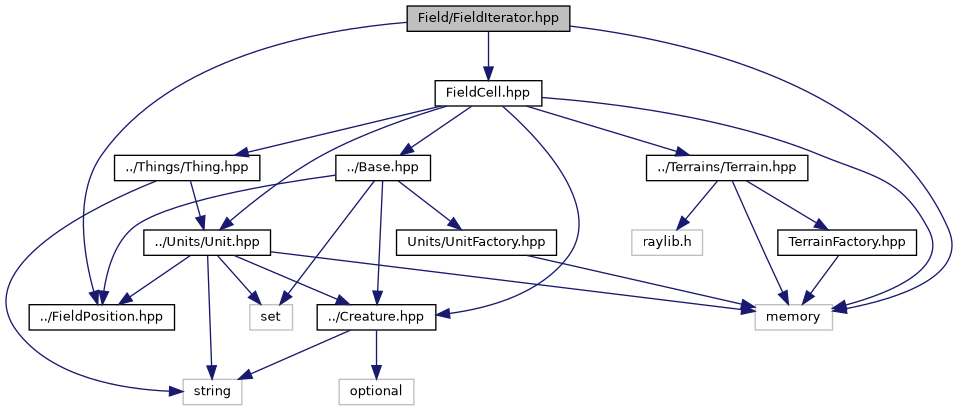 Field/FieldIterator.hpp
FieldCell.hpp
../Things/Thing.hpp
../Base.hpp
../Terrains/Terrain.hpp
../Units/Unit.hpp
Units/UnitFactory.hpp
raylib.h
TerrainFactory.hpp
../FieldPosition.hpp
set
../Creature.hpp
memory
string
optional